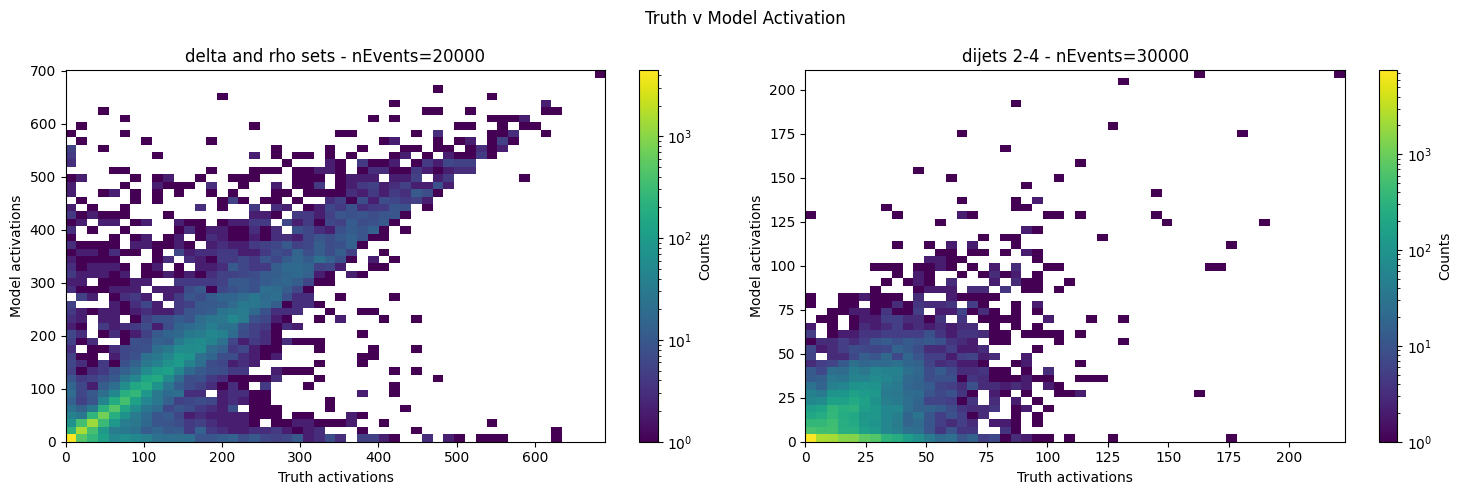 Truth v Model Activation
delta and rho sets - nEvents=20000
700
600
500
400
300
200
100
0
Model activations
0 100 200 300 400 500 600
Truth activations
10³
10²
10¹
10⁰
Counts
dijets 2-4 - nEvents=30000
200
175
150
125
100
75
50
25
0
Model activations
0 25 50 75 100 125 150 175 200
Truth activations
10³
10²
10¹
10⁰
Counts